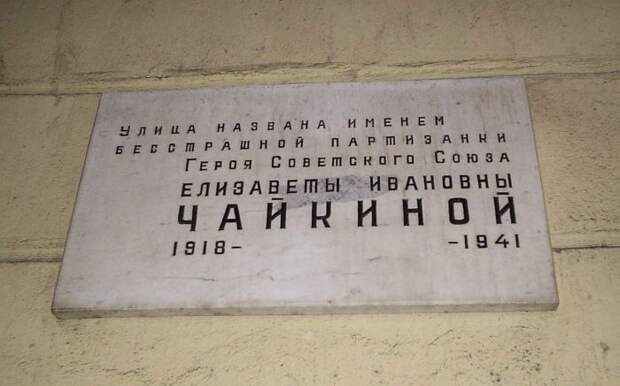 Улица названа именем
бесстрашной партизанки
Героя Советского Союза
ЕЛИЗАВЕТЫ ИВАНОВНЫ
ЧАЙКИНОЙ
1918- -1941